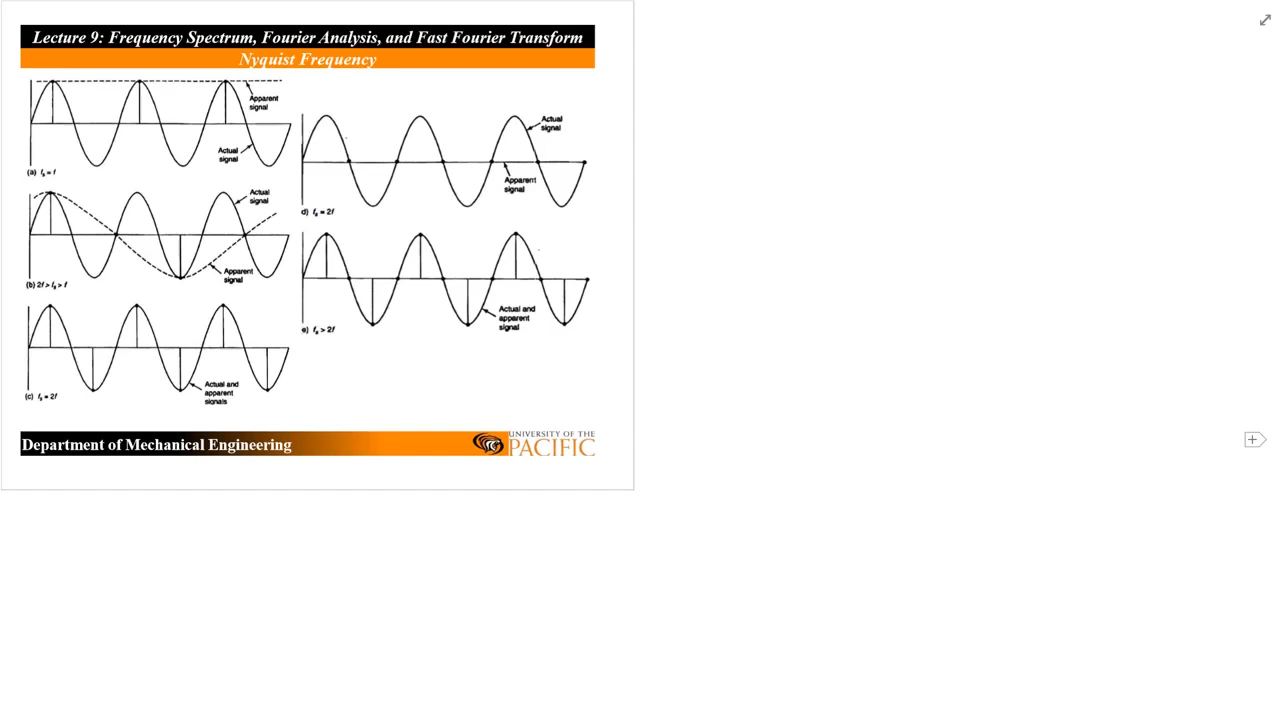 Lecture 9: Frequency Spectrum, Fourier Analysis, and Fast Fourier Transform
Nyquist Frequency
Apparent
signal
Actual
signal
(a) fs = f
Actual
signal
Apparent
signal
(b) 2f > fs > f
Actual and
apparent
signals
(c) fs = 2f
Actual
signal
Apparent
signal
d) fs = 2f
Actual and
apparent
signal
e) fs > 2f
Department of Mechanical Engineering
UNIVERSITY OF THE
PACIFIC